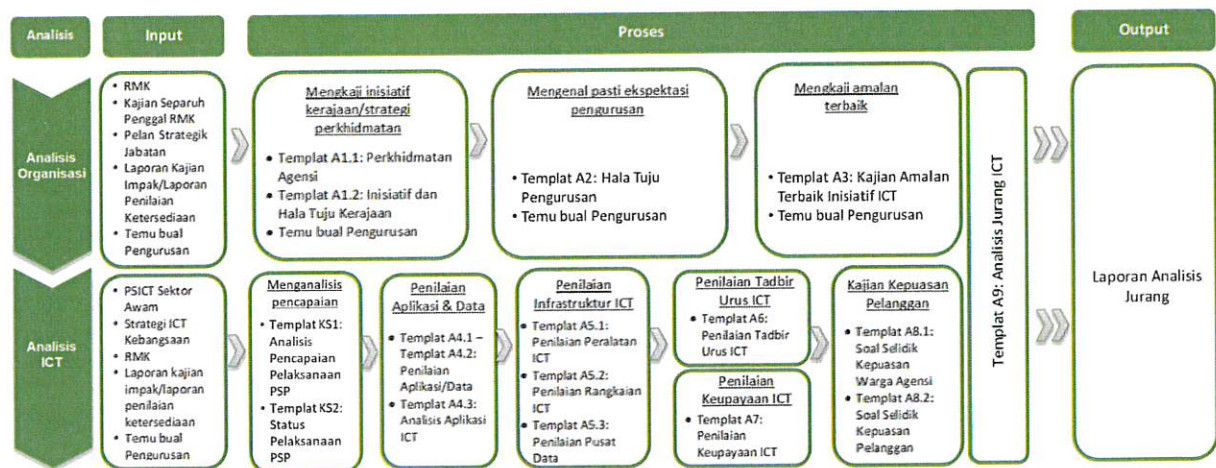 Analisis
Input
Proses
Output
Analisis
Organisasi
• RMK
• Kajian Separuh
Penggal RMK
• Pelan Strategik
Jabatan
• Laporan Kajian
Impak/Laporan
Penilaian
Ketersediaan
• Temu bual
Pengurusan
Mengkaji inisiatif
kerajaan/strategi
perkhidmatan
• Templat A1.1: Perkhidmatan
Agensi
• Templat A1.2: Inisiatif dan
Hala Tuju Kerajaan
• Temu bual Pengurusan
Mengenal pasti ekspektasi
pengurusan
• Templat A2: Hala Tuju
Pengurusan
• Temu bual Pengurusan
Mengkaji amalan
terbaik
• Templat A3: Kajian Amalan
Terbaik Inisiatif ICT
• Temu bual Pengurusan
Templat A9: Analisis Jurang ICT
Laporan Analisis
Jurang
Analisis
ICT
• PSICT Sektor
Awam
• Strategi ICT
Kebangsaan
• RMK
• Laporan kajian
impak/laporan
penilaian
ketersediaan
• Temu bual
Pengurusan
Menganalisis
pencapaian
• Templat KS1:
Analisis
Pencapaian
Pelaksanaan
PSP
• Templat KS2:
Status
Pelaksanaan
PSP
Penilaian
Aplikasi & Data
• Templat A4.1 –
Templat A4.2:
Penilaian
Aplikasi/Data
• Templat A4.3:
Analisis Aplikasi
ICT
Penilaian
Infrastruktur ICT
• Templat A5.1:
Penilaian Peralatan
ICT
• Templat A5.2:
Penilaian Rangkaian
ICT
• Templat A5.3:
Penilaian Pusat
Data
Penilaian Tadbir
Urus ICT
• Templat A6:
Penilaian Tadbir
Urus ICT
Penilaian
Keupayaan ICT
• Templat A7:
Penilaian
Keupayaan ICT
Kajian Kepuasan
Pelanggan
• Templat A8.1:
Soal Selidik
Kepuasan
Warga Agensi
• Templat A8.2:
Soal Selidik
Kepuasan
Pelanggan